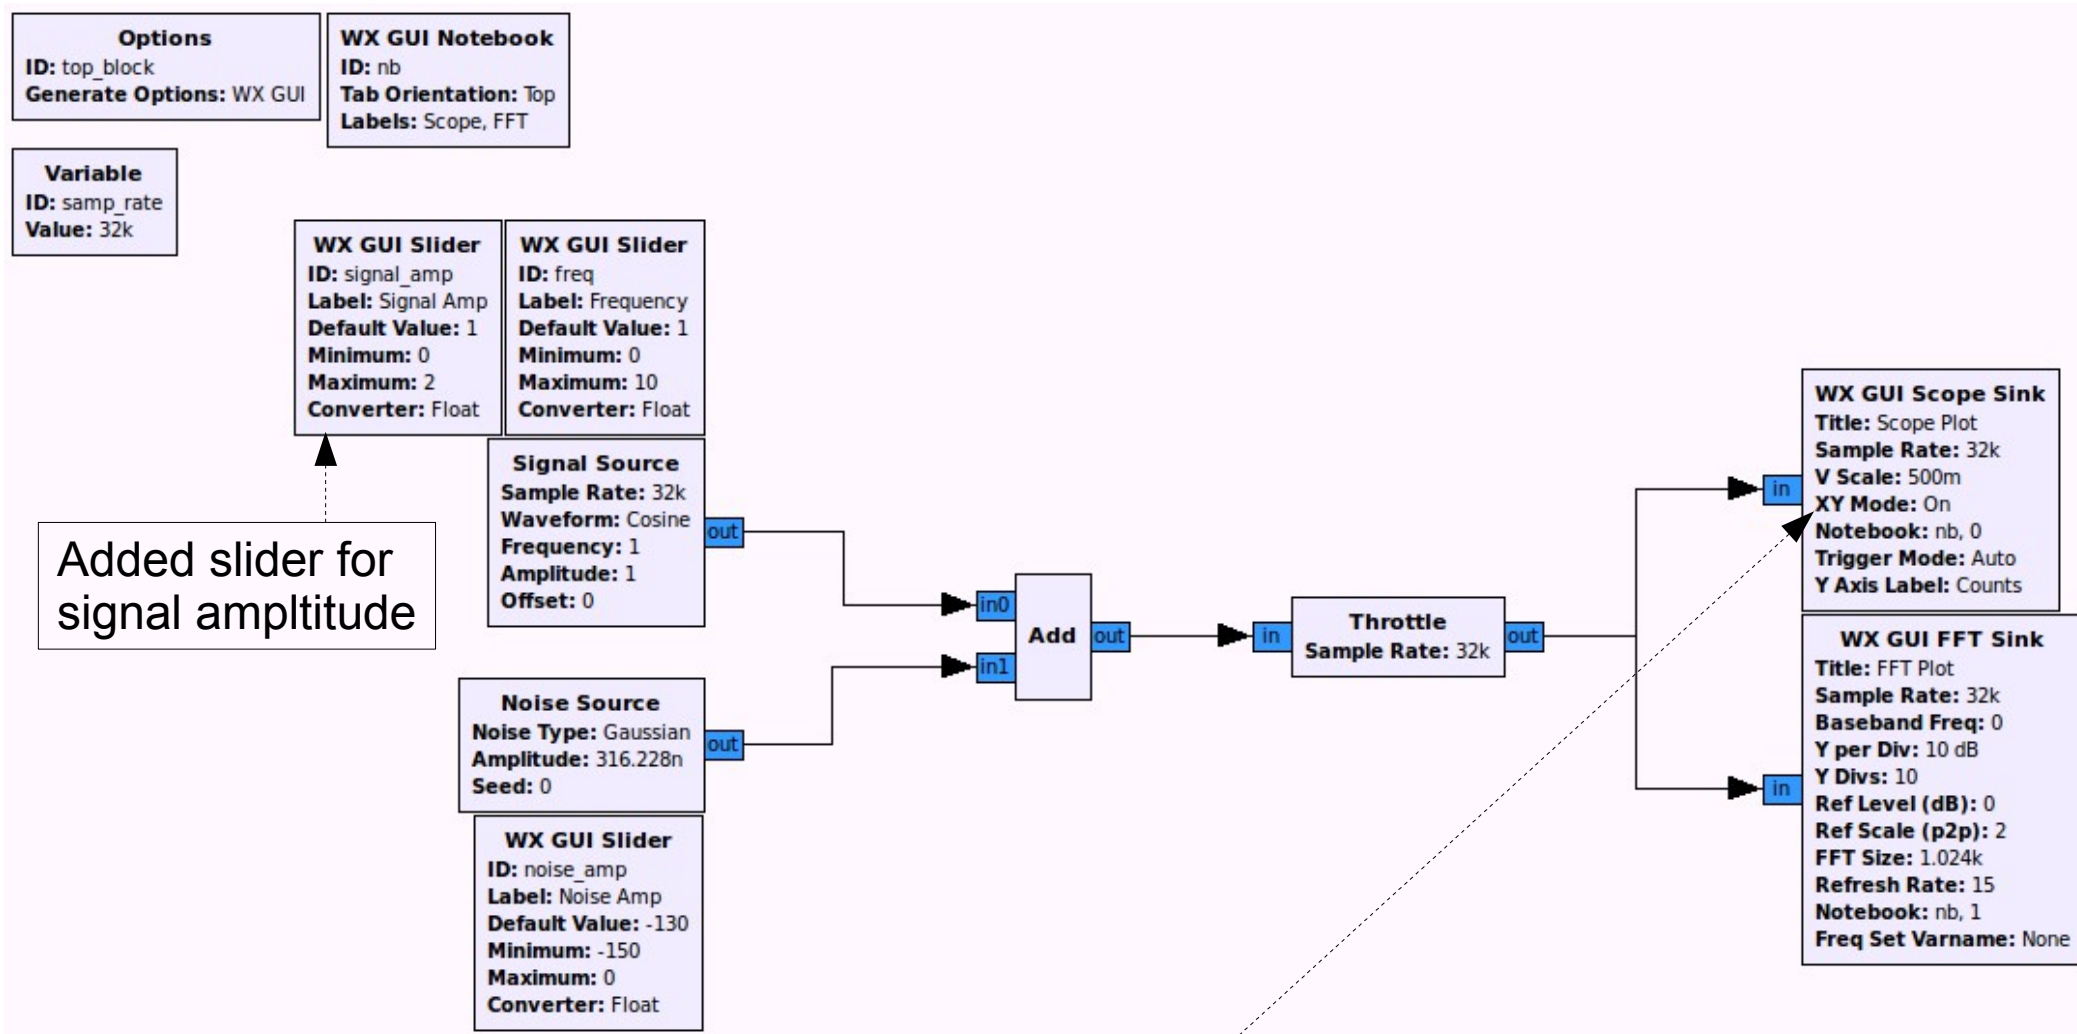 Options
ID: top_block
Generate Options: WX GUI
WX GUI Notebook
ID: nb
Tab Orientation: Top
Labels: Scope, FFT
Variable
ID: samp_rate
Value: 32k
WX GUI Slider
ID: signal_amp
Label: Signal Amp
Default Value: 1
Minimum: 0
Maximum: 2
Converter: Float
WX GUI Slider
ID: freq
Label: Frequency
Default Value: 1
Minimum: 0
Maximum: 10
Converter: Float
Added slider for
signal ampltitude
Signal Source
Sample Rate: 32k
Waveform: Cosine
Frequency: 1
Amplitude: 1
Offset: 0
out
Noise Source
Noise Type: Gaussian
Amplitude: 316.228n
Seed: 0
out
WX GUI Slider
ID: noise_amp
Label: Noise Amp
Default Value: -130
Minimum: -150
Maximum: 0
Converter: Float
in0
in1
Add
out
in
Throttle
Sample Rate: 32k
out
in
WX GUI Scope Sink
Title: Scope Plot
Sample Rate: 32k
V Scale: 500m
XY Mode: On
Notebook: nb, 0
Trigger Mode: Auto
Y Axis Label: Counts
in
WX GUI FFT Sink
Title: FFT Plot
Sample Rate: 32k
Baseband Freq: 0
Y per Div: 10 dB
Y Divs: 10
Ref Level (dB): 0
Ref Scale (p2p): 2
FFT Size: 1.024k
Refresh Rate: 15
Notebook: nb, 1
Freq Set Varname: None